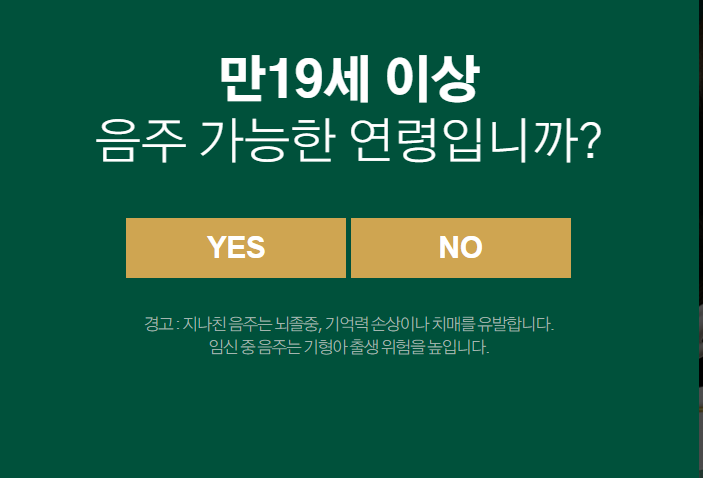 만19세 이상
음주 가능한 연령입니까?
YES
NO
경고 : 지나친 음주는 뇌졸중, 기억력 손상이나 치매를 유발합니다.
임신 중 음주는 기형아 출생 위험을 높입니다.